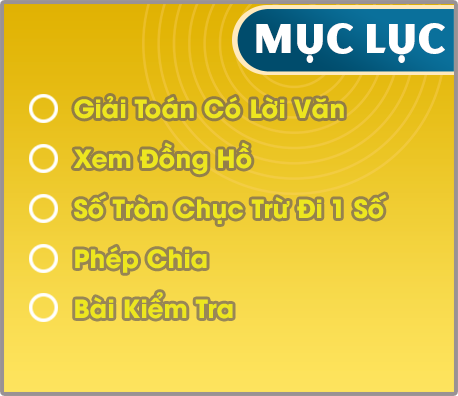 MỤC LỤC
Giải Toán Có Lời Văn
Xem Đồng Hồ
Số Tròn Chục Trừ Đi 1 Số
Phép Chia
Bài Kiểm Tra